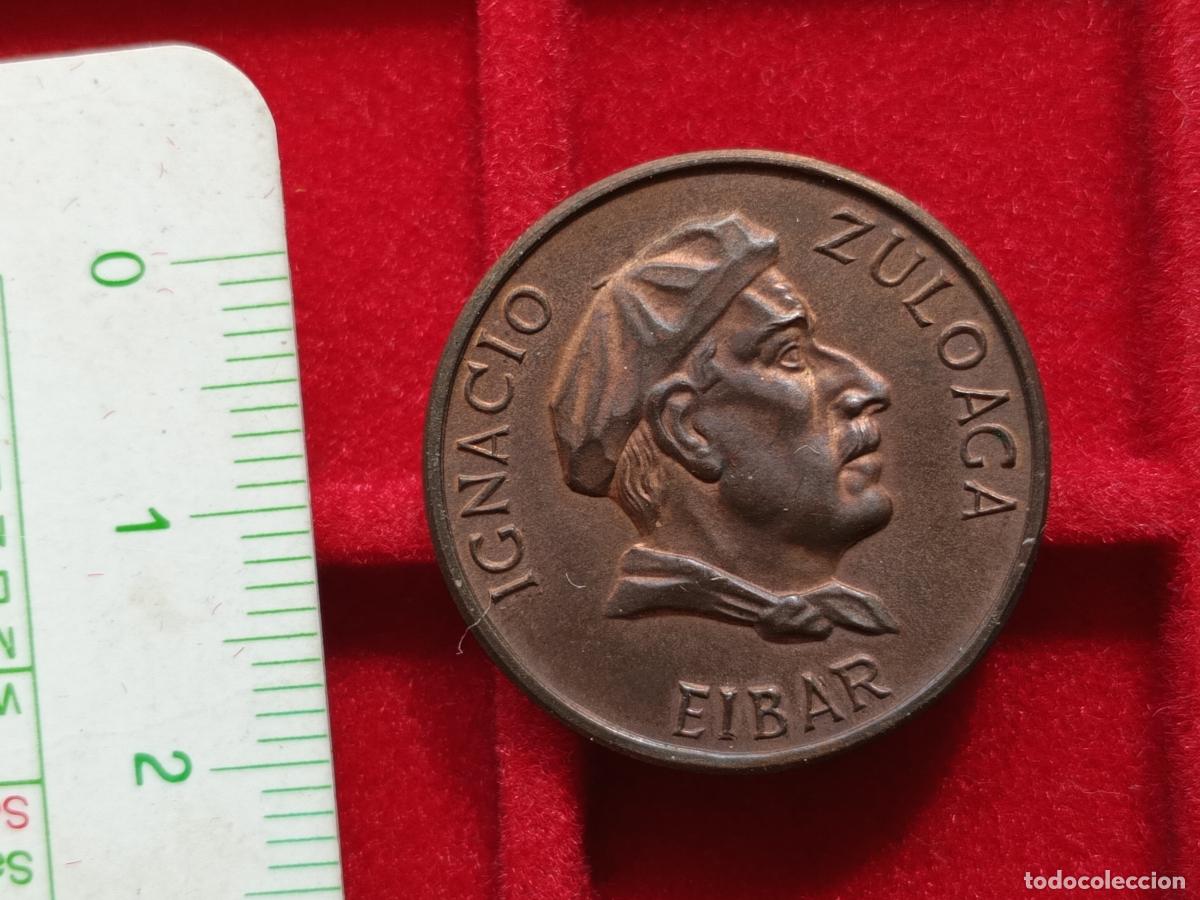 IGNACIO ZULOAGA
EIBAR
0
1
2
todocoleccion